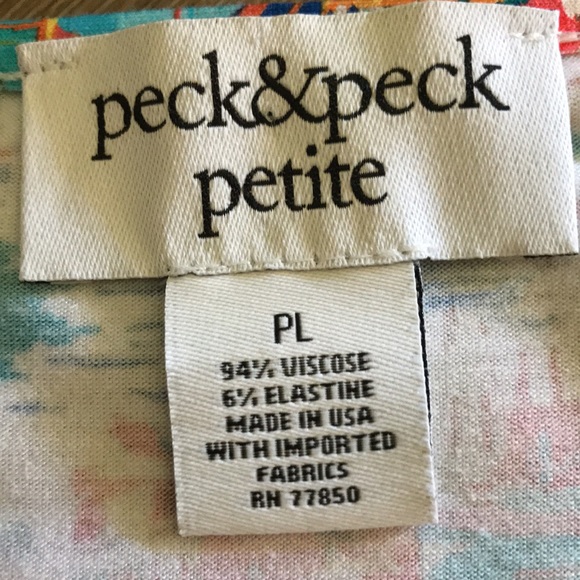 peck&peck
petite
PL
94% VISCOSE
6% ELASTINE
MADE IN USA
WITH IMPORTED
FABRICS
RN 77850